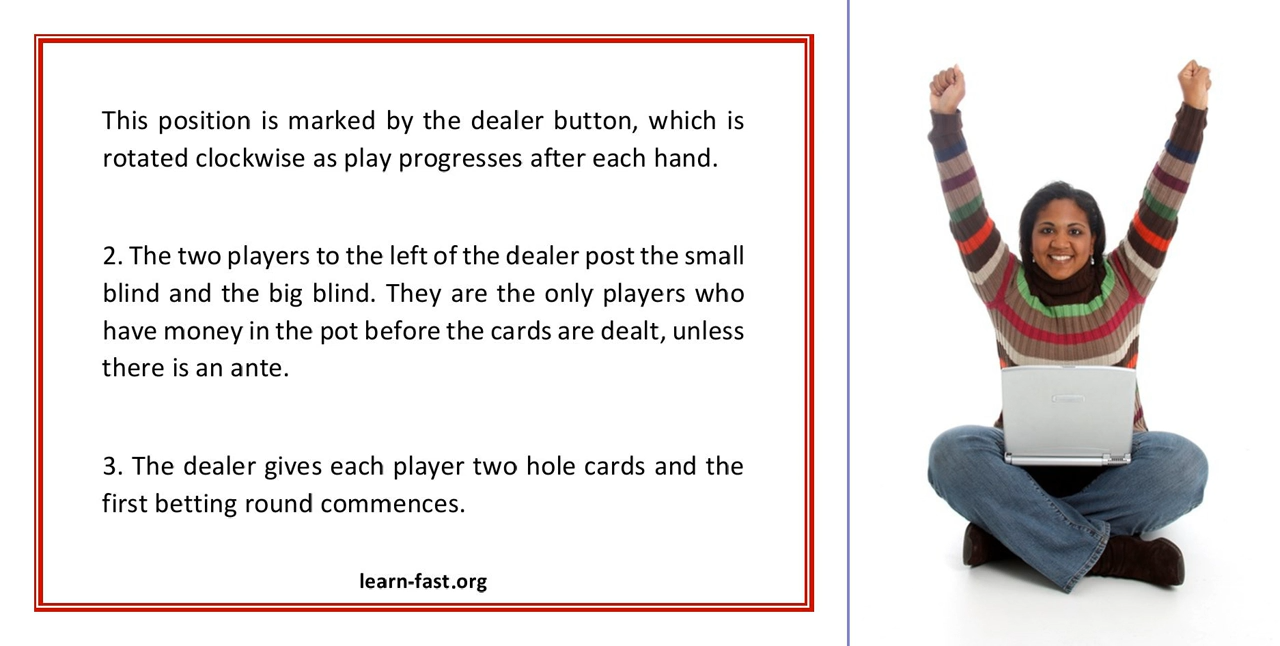 This position is marked by the dealer button, which is
rotated clockwise as play progresses after each hand.
2. The two players to the left of the dealer post the small
blind and the big blind. They are the only players who
have money in the pot before the cards are dealt, unless
there is an ante.
3. The dealer gives each player two hole cards and the
first betting round commences.
learn-fast.org